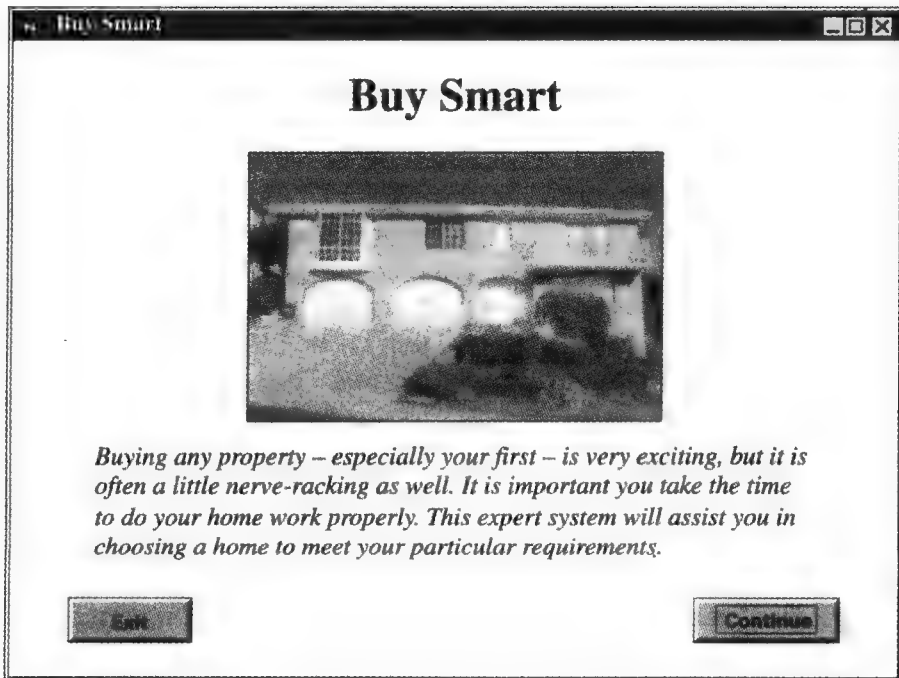 Buy Smart
Buy Smart
Buying any property – especially your first – is very exciting, but it is
often a little nerve-racking as well. It is important you take the time
to do your home work properly. This expert system will assist you in
choosing a home to meet your particular requirements.
Exit
Continue